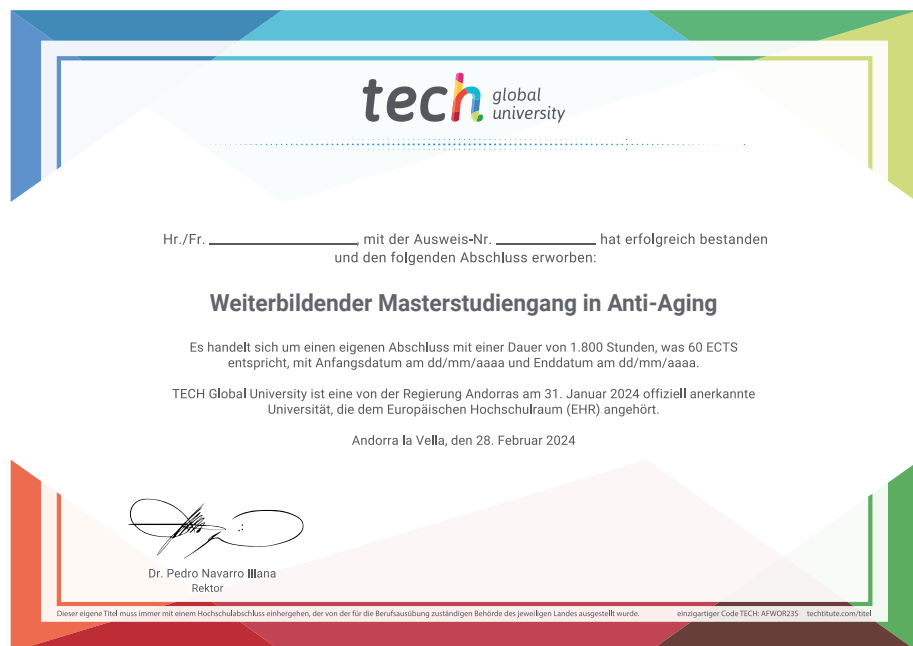 tech global university
Hr./Fr. ____________________, mit der Ausweis-Nr. ______________ hat erfolgreich bestanden
und den folgenden Abschluss erworben:
Weiterbildender Masterstudiengang in Anti-Aging
Es handelt sich um einen eigenen Abschluss mit einer Dauer von 1.800 Stunden, was 60 ECTS
entspricht, mit Anfangsdatum am dd/mm/aaaa und Enddatum am dd/mm/aaaa.
TECH Global University ist eine von der Regierung Andorras am 31. Januar 2024 offiziell anerkannte
Universität, die dem Europäischen Hochschulraum (EHR) angehört.
Andorra la Vella, den 28. Februar 2024
Dr. Pedro Navarro Illana
Rektor
Dieser eigene Titel muss immer mit einem Hochschulabschluss einhergehen, der von der für die Berufsausübung zuständigen Behörde des jeweiligen Landes ausgestellt wurde. einzigartiger Code TECH: AFWOR23S techtitute.com/titel